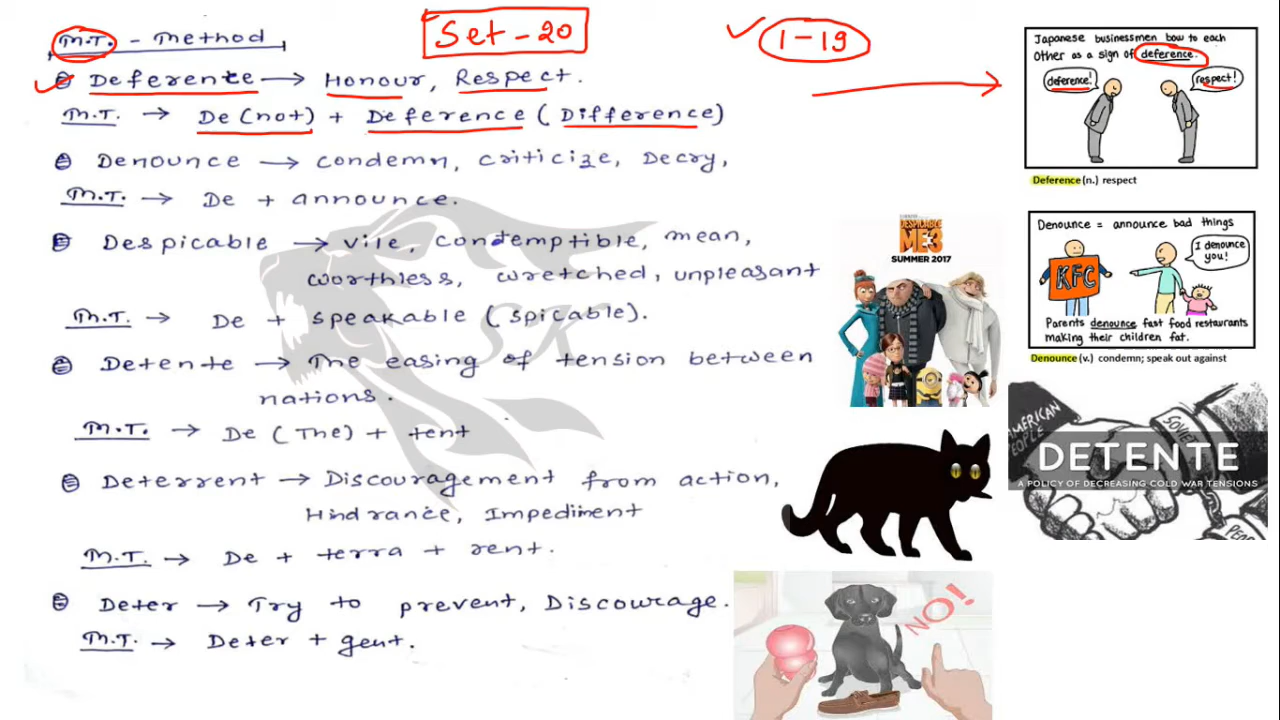 M.T. - Method
Set - 20
1-19
Deference → Honour, Respect.
M.T. → De (not) + Deference (Difference)
Denounce → condemn, criticize, Decry,
M.T. → De + announce.
Despicable → vile, contemptible, mean,
worthless, wretched, unpleasant
M.T. → De + speakable (spicable).
Detente → The easing of tension between
nations.
M.T. → De (The) + tent
Deterrent → Discouragement from action,
Hindrance, Impediment
M.T. → De + terra + rent.
Deter → Try to prevent, Discourage.
M.T. → Deter + gent.
SK
Japanese businessmen bow to each
other as a sign of deference.
deference!
respect!
Deference (n.) respect
Denounce = announce bad things
I denounce
you!
KFC
Parents denounce fast food restaurants
making their children fat.
Denounce (v.) condemn; speak out against
DESPICABLE
ME3
SUMMER 2017
AMERICAN
PEOPLE
SOVIET
DETENTE
A POLICY OF DECREASING COLD WAR TENSIONS
NO!